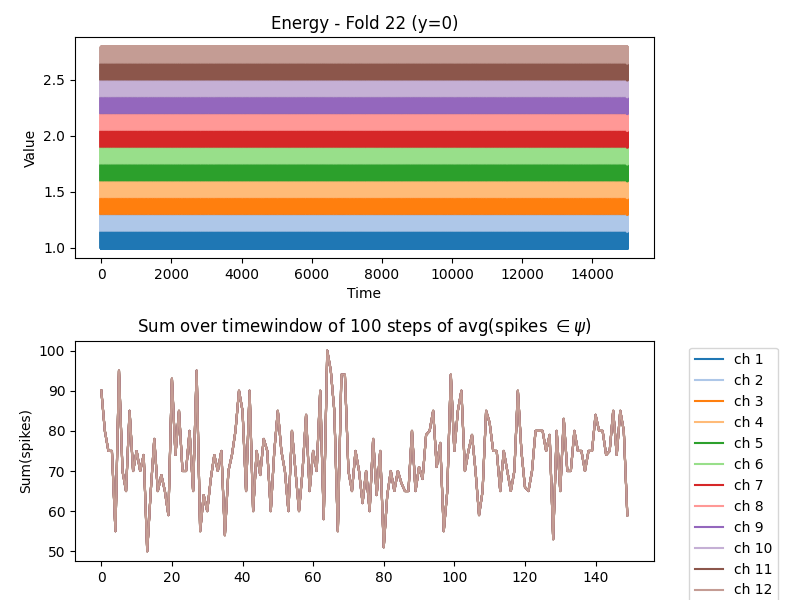 Energy - Fold 22 (y=0)
2.5
2.0
1.5
1.0
Value
0 2000 4000 6000 8000 10000 12000 14000
Time
Sum over timewindow of 100 steps of avg(spikes ∈ ψ)
100
90
80
70
60
50
Sum(spikes)
0 20 40 60 80 100 120 140
ch 1
ch 2
ch 3
ch 4
ch 5
ch 6
ch 7
ch 8
ch 9
ch 10
ch 11
ch 12